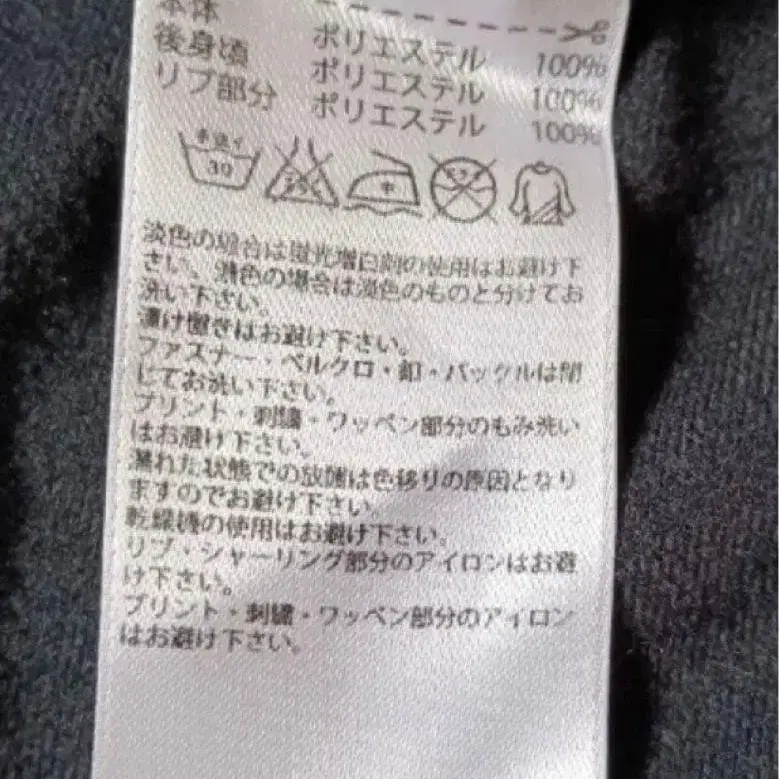 本体 ポリエステル 100%
後身頃 ポリエステル 100%
リブ部分 ポリエステル 100%
手洗イ
30
淡色の場合は蛍光増白剤の使用はお避け下
さい。濃色の場合は淡色のものと分けてお
洗い下さい。
漬け置きはお避け下さい。
ファスナー・ベルクロ・釦・バックルは閉
じてお洗い下さい。
プリント・刺繍・ワッペン部分のもみ洗い
はお避け下さい。
濡れた状態での放置は色移りの原因となり
ますのでお避け下さい。
乾燥機の使用はお避け下さい。
リブ・シャーリング部分のアイロンはお避
け下さい。
プリント・刺繍・ワッペン部分のアイロン
はお避け下さい。